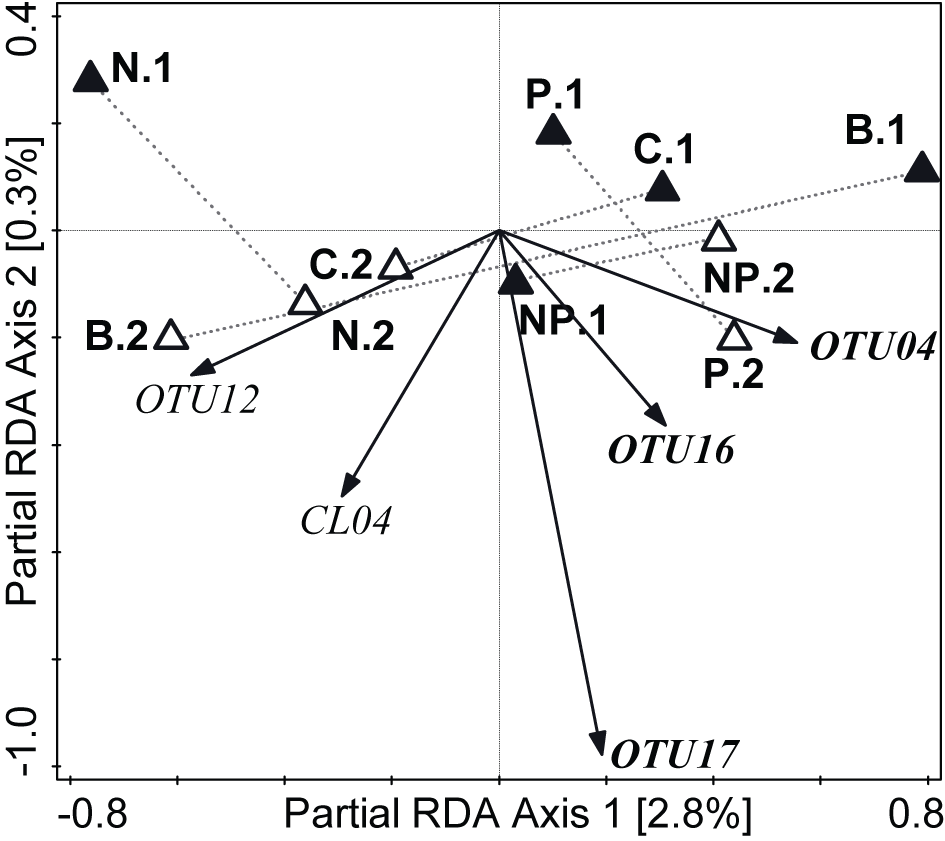 0.4
N.1
P.1
B.1
C.1
C.2
NP.2
B.2
N.2
NP.1
OTU04
P.2
OTU12
OTU16
CL04
OTU17
Partial RDA Axis 2 [0.3%]
-1.0
-0.8
Partial RDA Axis 1 [2.8%]
0.8